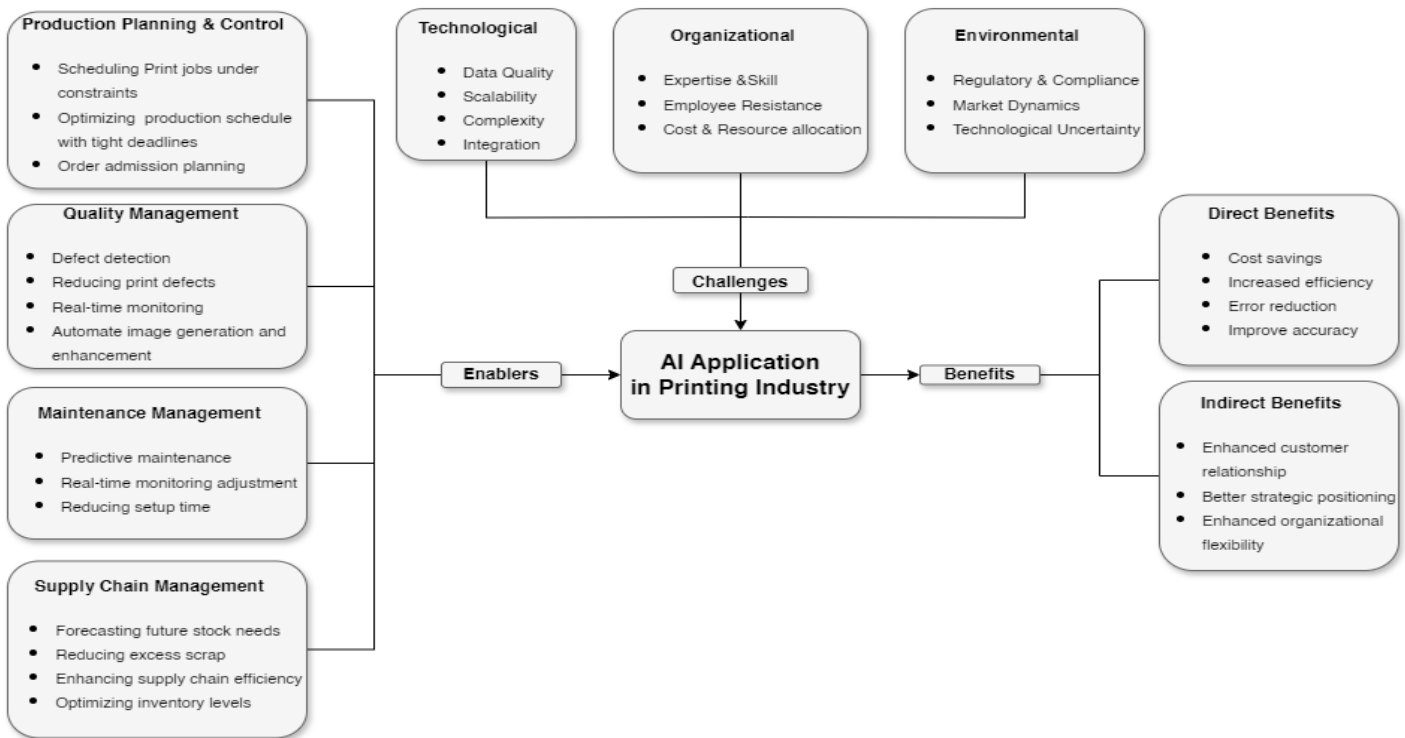 Production Planning & Control
Scheduling Print jobs under
constraints
Optimizing production schedule
with tight deadlines
Order admission planning
Quality Management
Defect detection
Reducing print defects
Real-time monitoring
Automate image generation and
enhancement
Maintenance Management
Predictive maintenance
Real-time monitoring adjustment
Reducing setup time
Supply Chain Management
Forecasting future stock needs
Reducing excess scrap
Enhancing supply chain efficiency
Optimizing inventory levels
Enablers
Technological
Data Quality
Scalability
Complexity
Integration
Organizational
Expertise &Skill
Employee Resistance
Cost & Resource allocation
Environmental
Regulatory & Compliance
Market Dynamics
Technological Uncertainty
Challenges
AI Application
in Printing Industry
Benefits
Direct Benefits
Cost savings
Increased efficiency
Error reduction
Improve accuracy
Indirect Benefits
Enhanced customer
relationship
Better strategic positioning
Enhanced organizational
flexibility